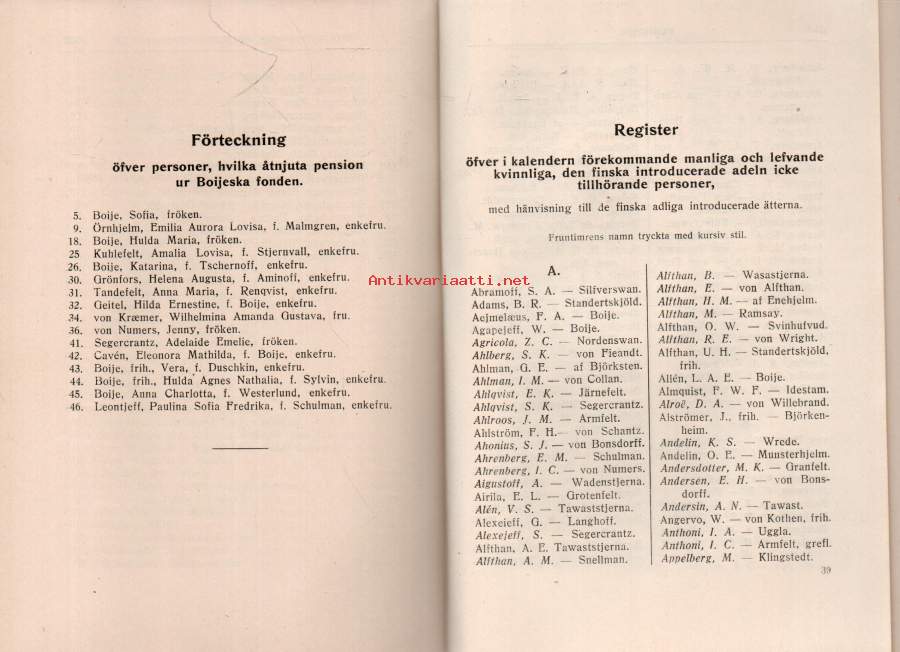 Förteckning
öfver personer, hvilka åtnjuta pension
ur Boijeska fonden.
5. Boije, Sofia, fröken.
9. Örnhjelm, Emilia Aurora Lovisa, f. Malmgren, enkefru.
18. Boije, Hulda Maria, fröken.
25 Kuhlefelt, Amalia Lovisa, f. Stjernvall, enkefru.
26. Boije, Katarina, f. Tschernoff, enkefru.
30. Grönfors, Helena Augusta, f. Aminoff, enkefru.
31. Tandefelt, Anna Maria, f. Renqvist, enkefru.
32. Geitel, Hilda Ernestine, f. Boije, enkefru.
34. von Kræmer, Wilhelmina Amanda Gustava, fru.
36. von Numers, Jenny, fröken.
41. Segercrantz, Adelaide Emelie, fröken.
42. Cavén, Eleonora Mathilda, f. Boije, enkefru.
43. Boije, frih., Vera, f. Duschkin, enkefru.
44. Boije, frih., Hulda Agnes Nathalia, f. Sylvin, enkefru.
45. Boije, Anna Charlotta, f. Westerlund, enkefru.
46. Leontjeff, Paulina Sofia Fredrika, f. Schulman, enkefru.
Antikvariaatti.net
Register
öfver i kalendern förekommande manliga och lefvande
kvinnliga, den finska introducerade adeln icke
tillhörande personer,
med hänvisning till de finska adliga introducerade ätterna.
Fruntimrens namn tryckta med kursiv stil.
A.
Abramoff, S. A. — Silfverswan.
Adams, B. R. — Standertskjöld.
Aejmelæus, F. A. — Boije.
Agapejeff, W. — Boije.
Agricola, Z. C. — Nordenswan.
Ahlberg, S. K. — von Fieandt.
Ahlman, G. E. — af Björksten.
Ahlman, I. M. — von Collan.
Ahlqvist, E. K. — Järnefelt.
Ahlqvist, S. K. — Segercrantz.
Ahlroos, J. M. — Armfelt.
Ahlström, F. H. — von Schantz.
Ahonius, S. J. — von Bonsdorff.
Ahrenberg, E. M. — Schulman.
Ahrenberg, I. C. — von Numers.
Aigustoff, A. — Wadenstjerna.
Airila, E. L. — Grotenfelt.
Alén, V. S. — Tawaststjerna.
Alexeieff, G. — Langhoff.
Alexejeff, S. — Segercrantz.
Alfthan, A. E. Tawaststjerna.
Alfthan, A. M. — Snellman.
Alfthan, B. — Wasastjerna.
Alfthan, E. — von Alfthan.
Alfthan, H. M. — af Enehjelm.
Alfthan, M. — Ramsay.
Alfthan, O. W. — Svinhufvud.
Alfthan, R. E. — von Wright.
Alfthan, U. H. — Standertskjöld,
frih.
Allén, L. A. E. — Boije.
Almquist, F. W. F. — Idestam.
Alroë, D. A. — von Willebrand.
Alströmer, J., frih. — Björken-
heim.
Andelin, K. S. — Wrede.
Andelin, O. E. — Munsterhjelm.
Andersdotter, M. K. — Granfelt.
Andersen, E. H. — von Bons-
dorff.
Andersin, A. N. — Tawast.
Angervo, W. — von Kothen, frih.
Anthoni, I. A. — Uggla.
Anthoni, I. C. — Armfelt, grefl.
Appelberg, M. — Klingstedt.
39